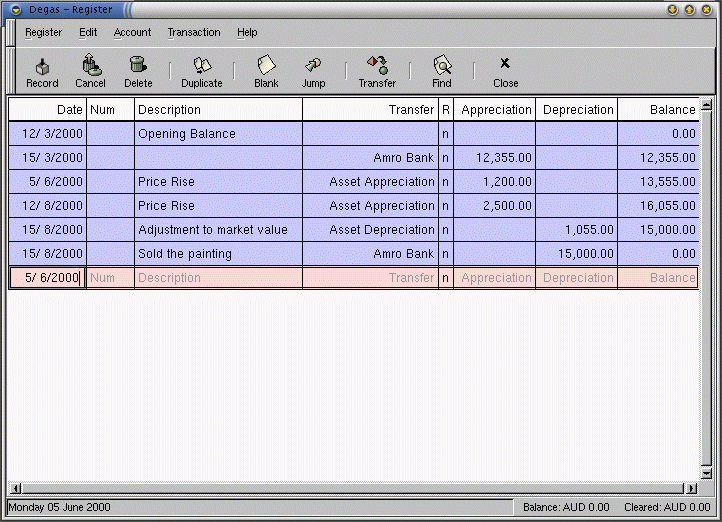 Degas - Register
Register Edit Account Transaction Help
Record Cancel Delete Duplicate Blank Jump Transfer Find Close
Date Num Description Transfer R Appreciation Depreciation Balance
12/ 3/2000 Opening Balance n 0.00
15/ 3/2000 Amro Bank n 12,355.00 12,355.00
5/ 6/2000 Price Rise Asset Appreciation n 1,200.00 13,555.00
12/ 8/2000 Price Rise Asset Appreciation n 2,500.00 16,055.00
15/ 8/2000 Adjustment to market value Asset Depreciation n 1,055.00 15,000.00
15/ 8/2000 Sold the painting Amro Bank n 15,000.00 0.00
5/ 6/2000 Num Description Transfer n Appreciation Depreciation Balance
Monday 05 June 2000 Balance: AUD 0.00 Cleared: AUD 0.00